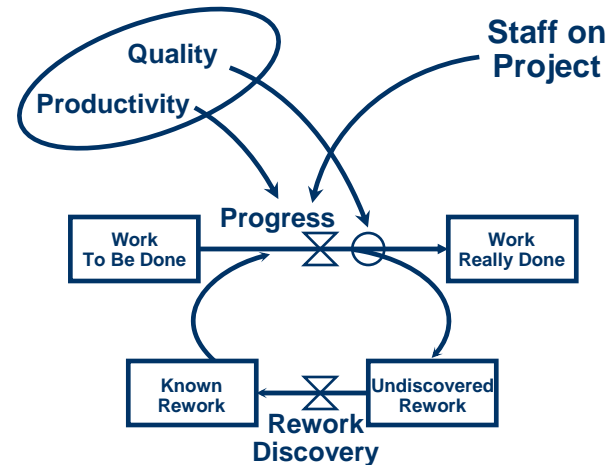 Quality
Productivity
Staff on
Project
Progress
Work
To Be Done
Work
Really Done
Known
Rework
Undiscovered
Rework
Rework
Discovery